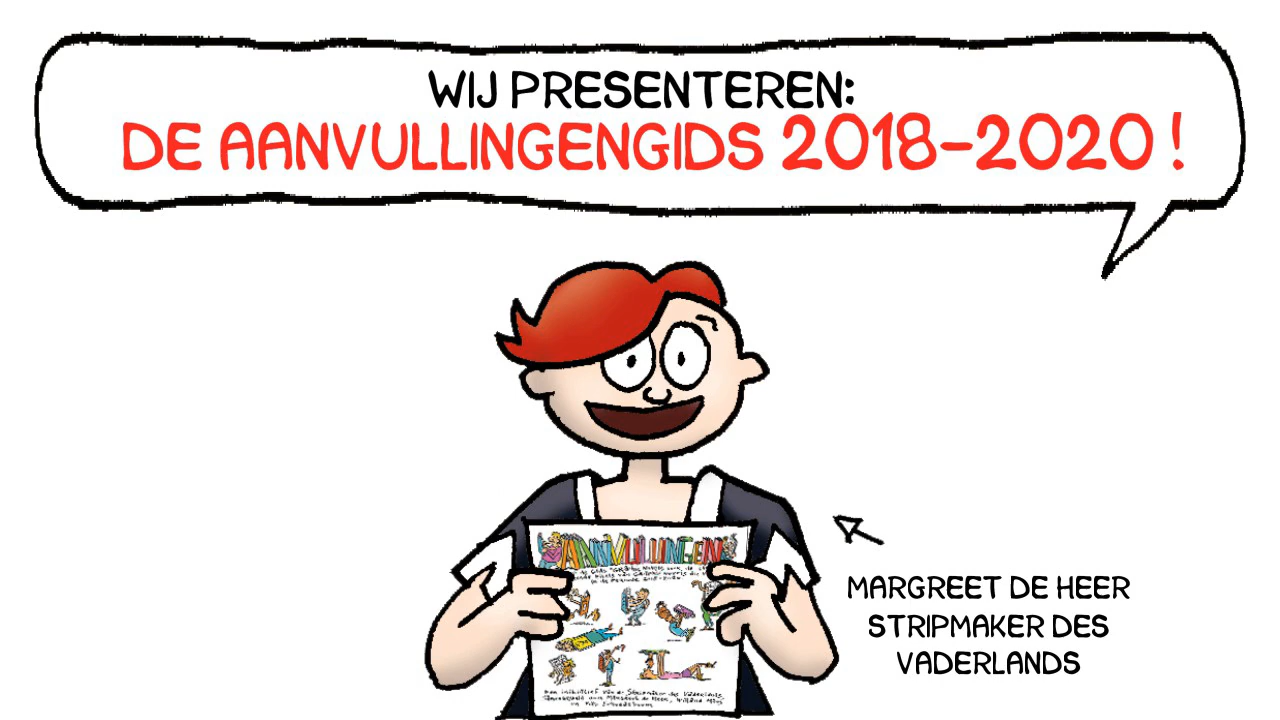 WIJ PRESENTEREN:
DE AANVULLINGENGIDS 2018-2020!
AANVULLINGEN
MARGREET DE HEER
STRIPMAKER DES
VADERLANDS